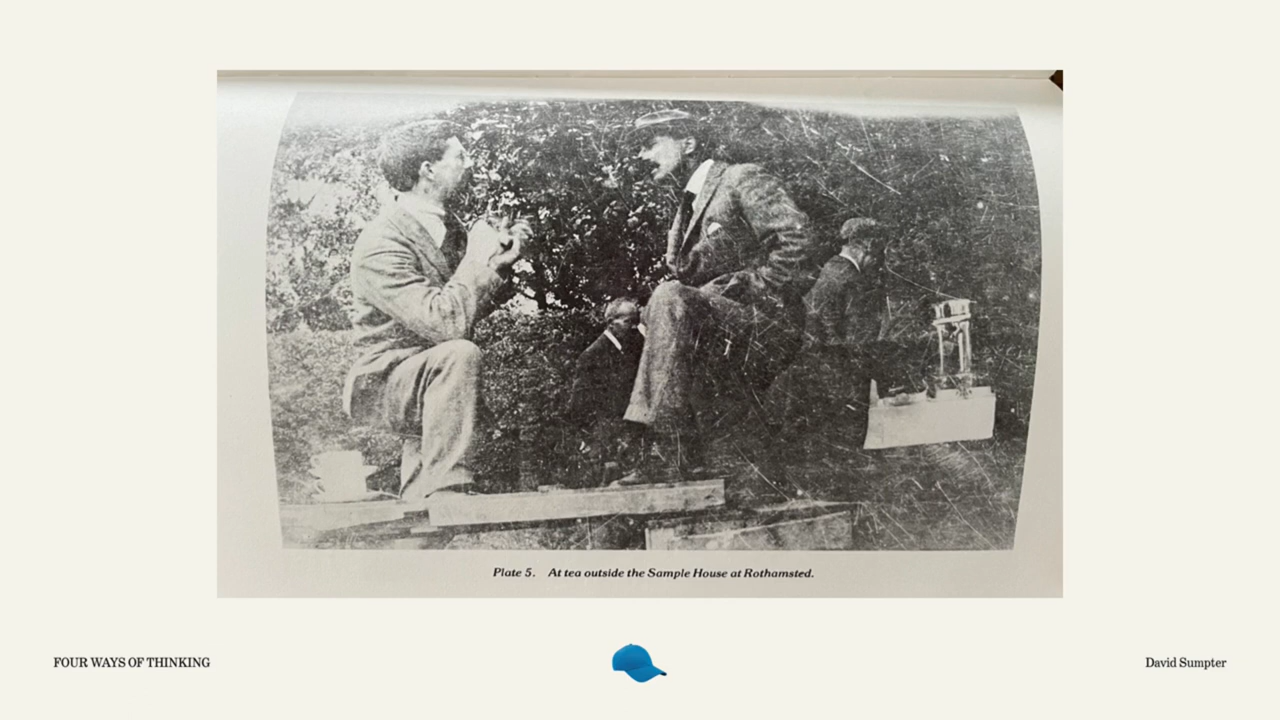 Plate 5. At tea outside the Sample House at Rothamsted.
FOUR WAYS OF THINKING
David Sumpter